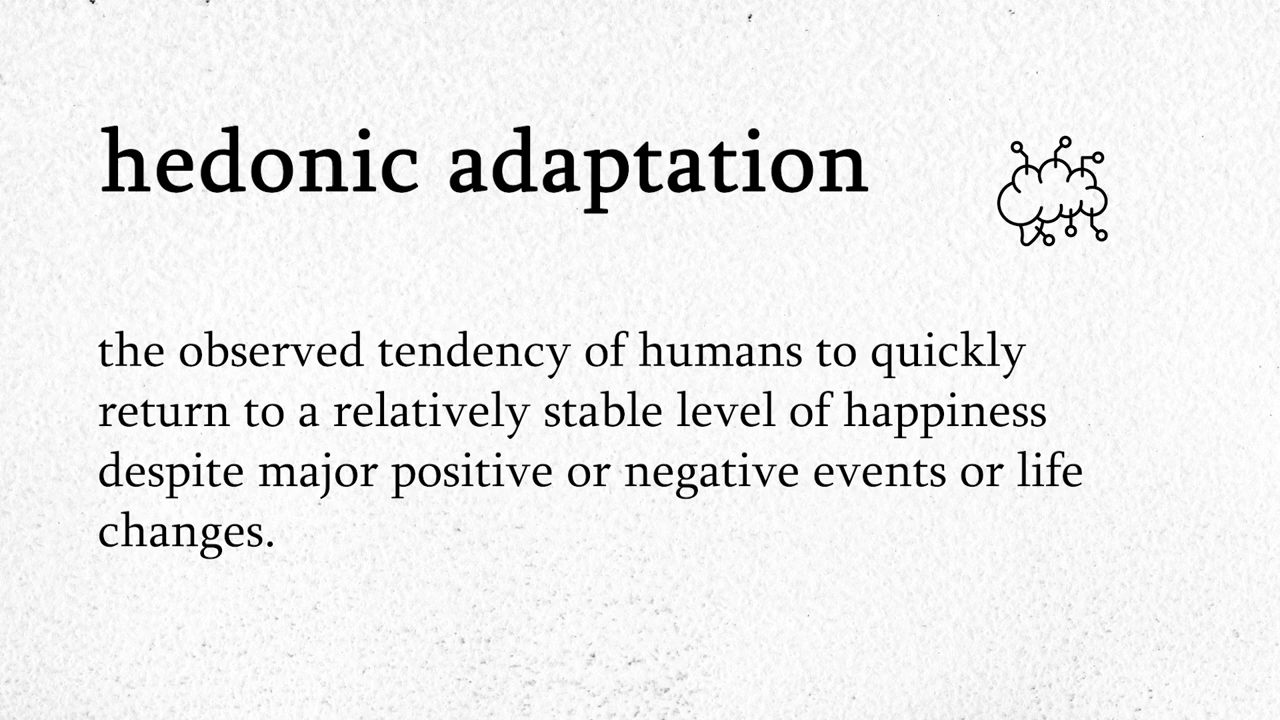 hedonic adaptation
the observed tendency of humans to quickly
return to a relatively stable level of happiness
despite major positive or negative events or life
changes.